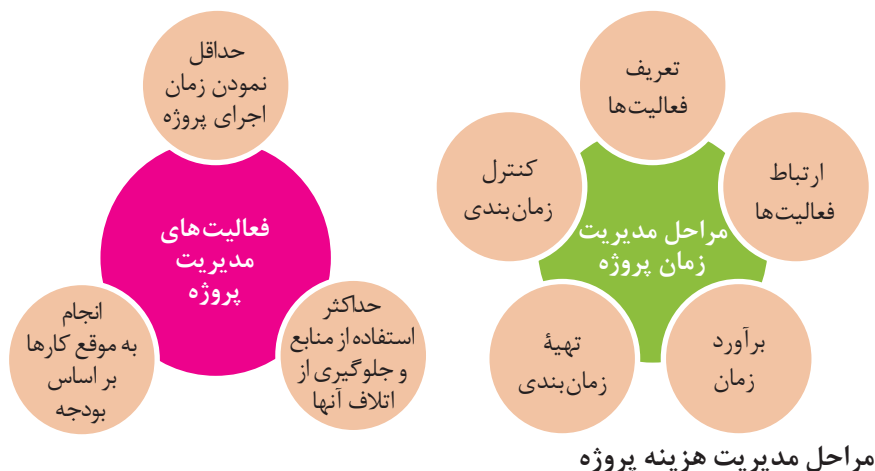 تعریف
فعالیت‌ها
ارتباط
فعالیت‌ها
برآورد
زمان
تهیهٔ
زمان‌بندی
کنترل
زمان‌بندی
مراحل مدیریت
زمان پروژه
حداقل
نمودن زمان
اجرای پروژه
حداکثر
استفاده از منابع
و جلوگیری از
اتلاف آنها
انجام
به موقع کارها
بر اساس
بودجه
فعالیت‌های
مدیریت
پروژه
مراحل مدیریت هزینه پروژه